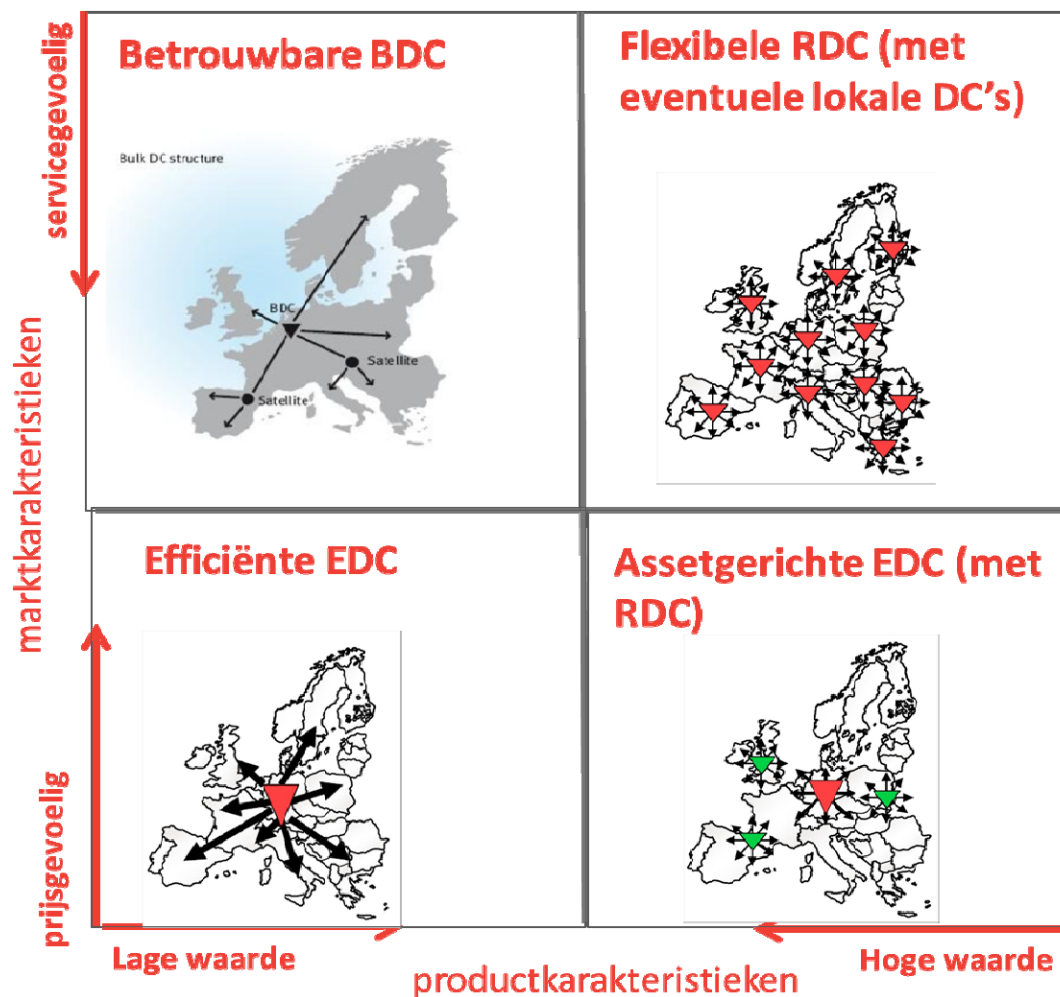 Betrouwbare BDC
Flexibele RDC (met
eventuele lokale DC's)
servicegevoelig
Bulk DC structure
BDC
Satellite
Satellite
marktkarakteristieken
Efficiënte EDC
Assetgerichte EDC (met
RDC)
prijsgevoelig
Lage waarde
productkarakteristieken
Hoge waarde